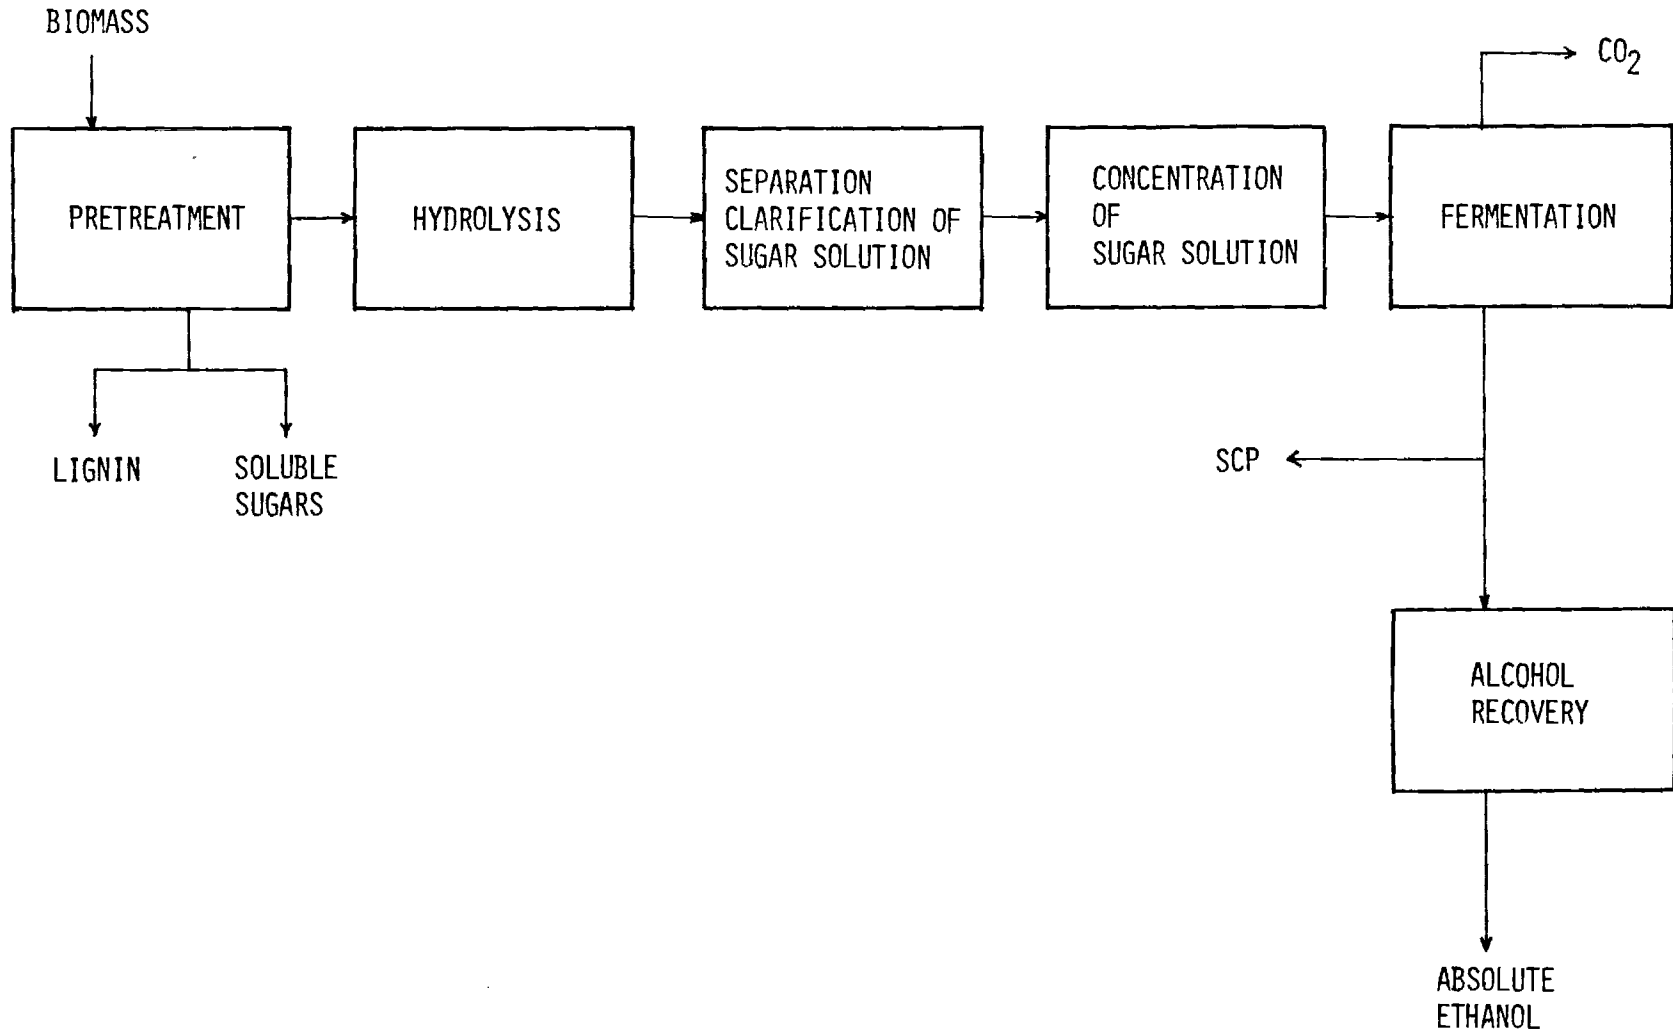 BIOMASS
CO2
PRETREATMENT
HYDROLYSIS
SEPARATION
CLARIFICATION OF
SUGAR SOLUTION
CONCENTRATION
OF
SUGAR SOLUTION
FERMENTATION
LIGNIN
SOLUBLE
SUGARS
SCP
ALCOHOL
RECOVERY
ABSOLUTE
ETHANOL